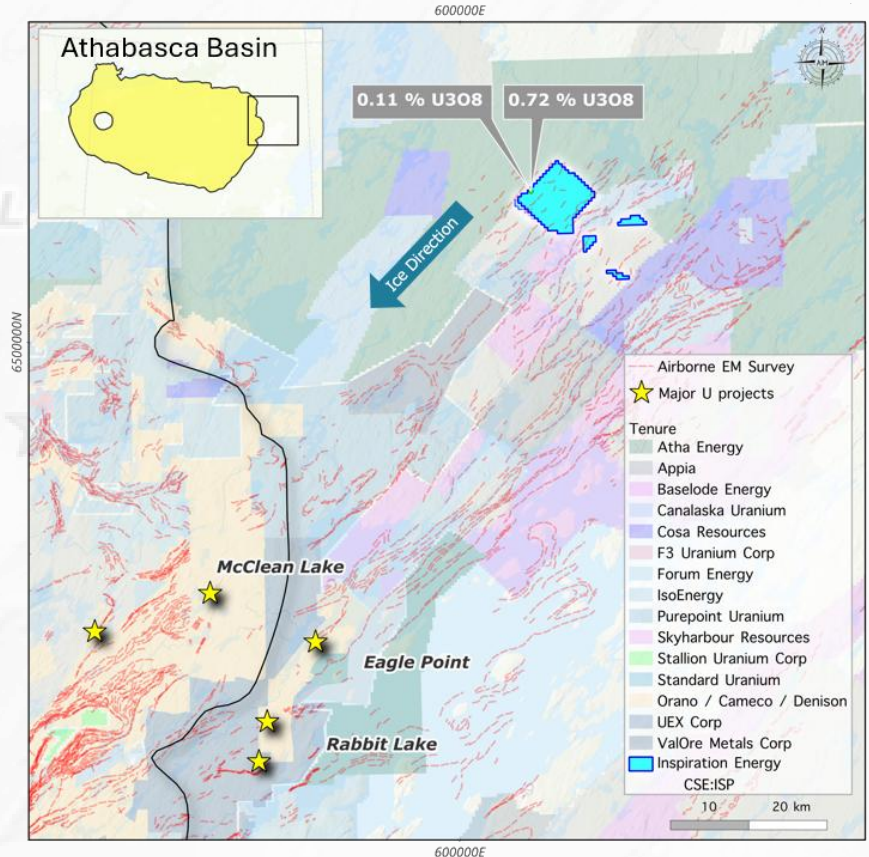 600000E
Athabasca Basin
N
AM
0.11 % U3O8
0.72 % U3O8
Ice Direction
6500000N
Airborne EM Survey
Major U projects
Tenure
Atha Energy
Appia
Baselode Energy
Canalaska Uranium
Cosa Resources
F3 Uranium Corp
Forum Energy
IsoEnergy
Purepoint Uranium
Skyharbour Resources
Stallion Uranium Corp
Standard Uranium
Orano / Cameco / Denison
UEX Corp
ValOre Metals Corp
Inspiration Energy
CSE:ISP
10 20 km
McClean Lake
Eagle Point
Rabbit Lake
600000E